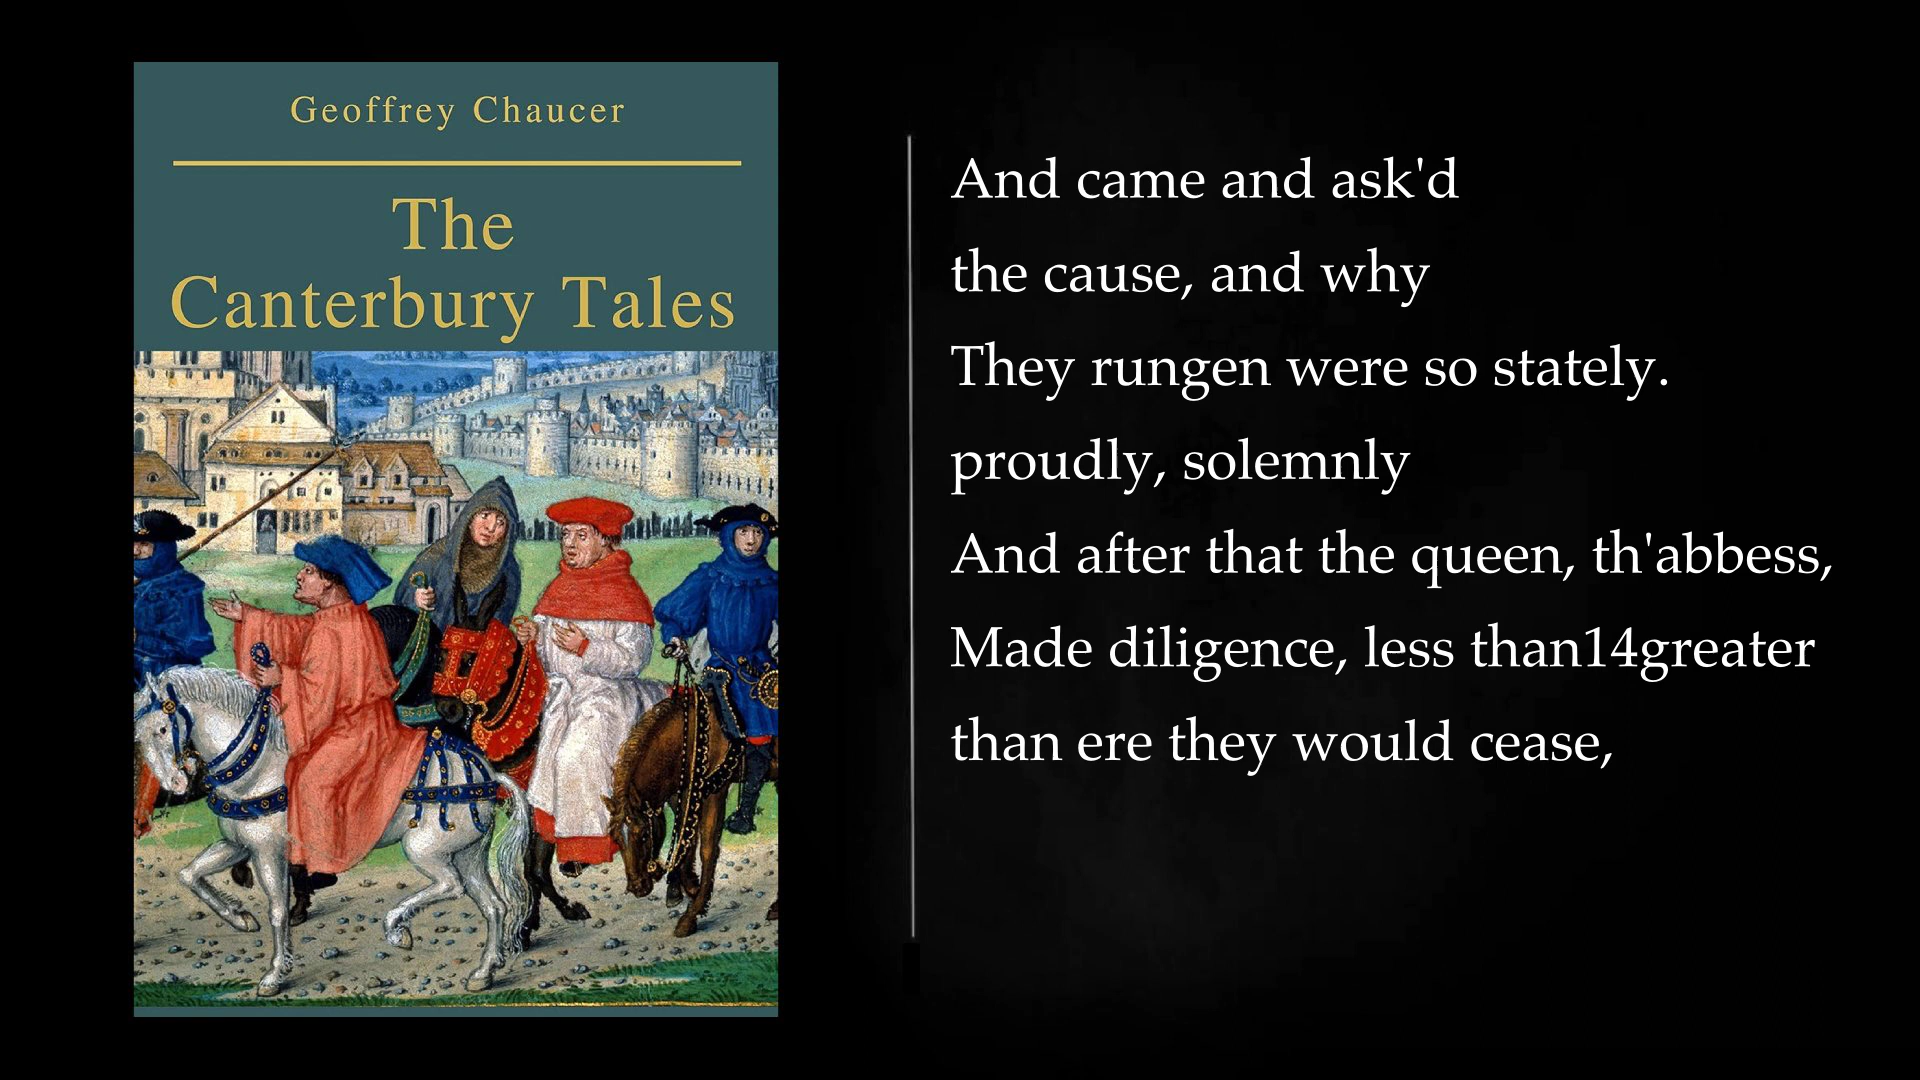 Geoffrey Chaucer
The
Canterbury Tales
And came and ask'd
the cause, and why
They rungen were so stately.
proudly, solemnly
And after that the queen, th'abbess,
Made diligence, less than14greater
than ere they would cease,